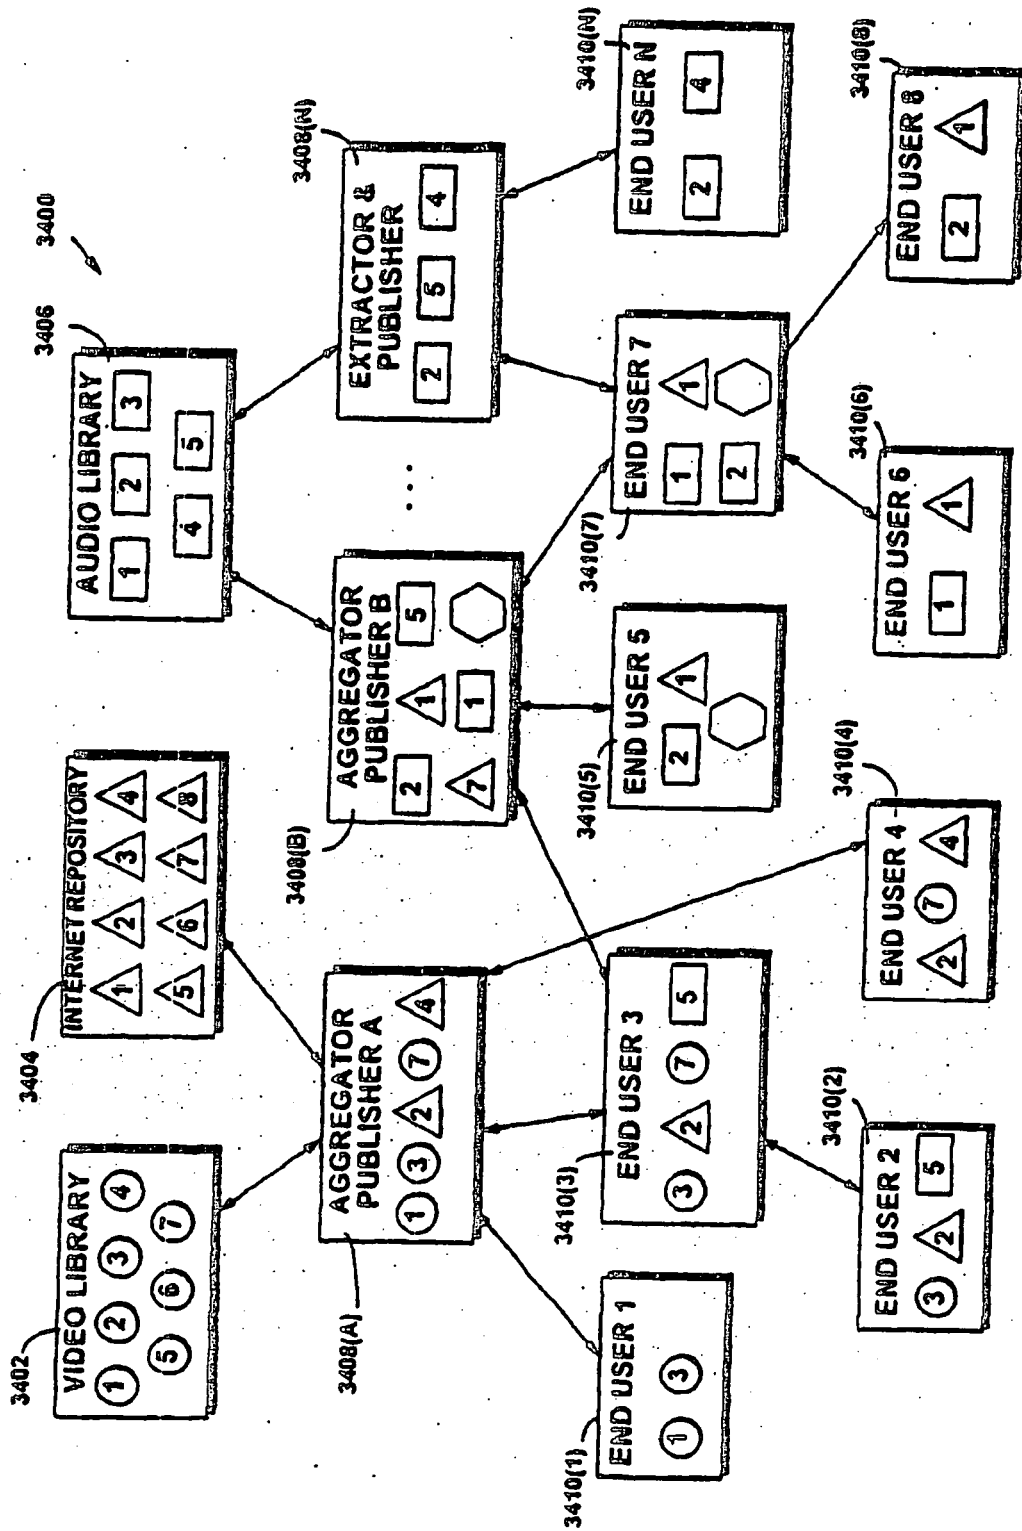 3400
3402
VIDEO LIBRARY
1 2 3 4
5 6 7
3404
INTERNET REPOSITORY
1 2 3 4
5 6 7 8
3406
AUDIO LIBRARY
1 2 3
4 5
3408(A)
AGGREGATOR
PUBLISHER A
1 3 2 7 4
3408(B)
AGGREGATOR
PUBLISHER B
2 1 5
7 1
...
3408(N)
EXTRACTOR &
PUBLISHER
2 5 4
3410(1)
END USER 1
1 3
3410(3)
END USER 3
3 2 7 5
3410(5)
END USER 5
2 1
3410(7)
END USER 7
1 1
2
3410(N)
END USER N
2 4
3410(2)
END USER 2
3 2 5
3410(4)
END USER 4
2 7 4
3410(6)
END USER 6
1 1
3410(8)
END USER 8
2 1